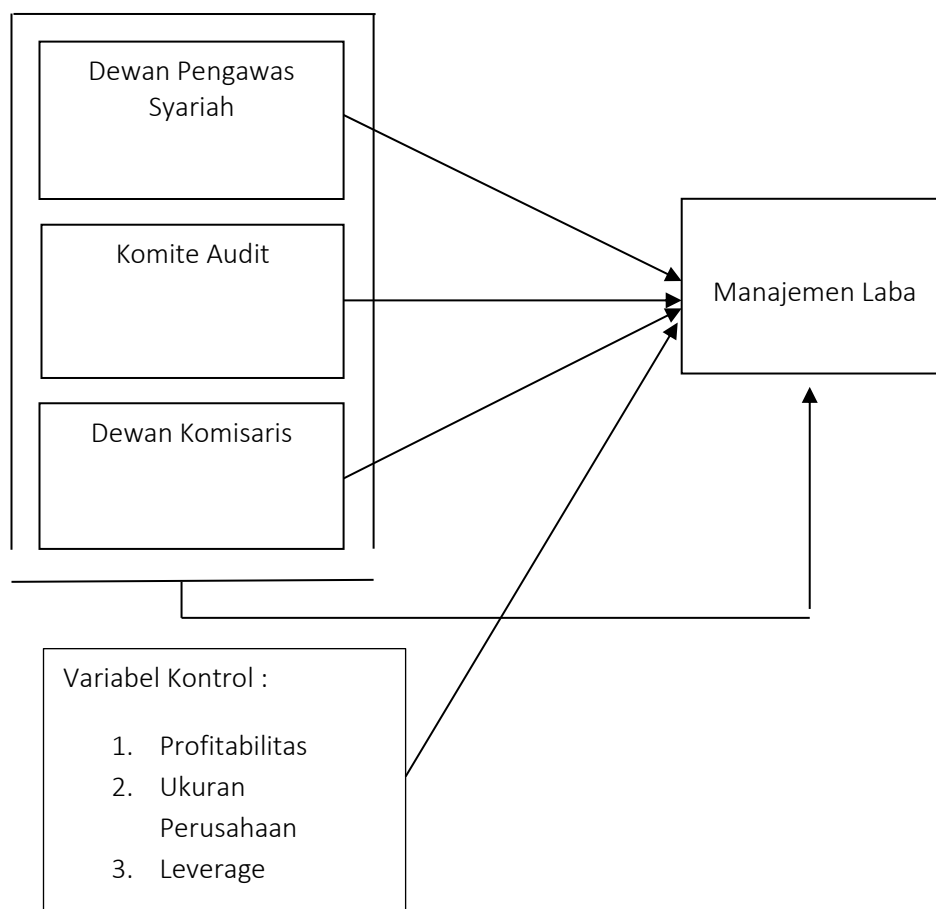 Dewan Pengawas
Syariah
Komite Audit
Manajemen Laba
Dewan Komisaris
Variabel Kontrol :
1. Profitabilitas
2. Ukuran
Perusahaan
3. Leverage